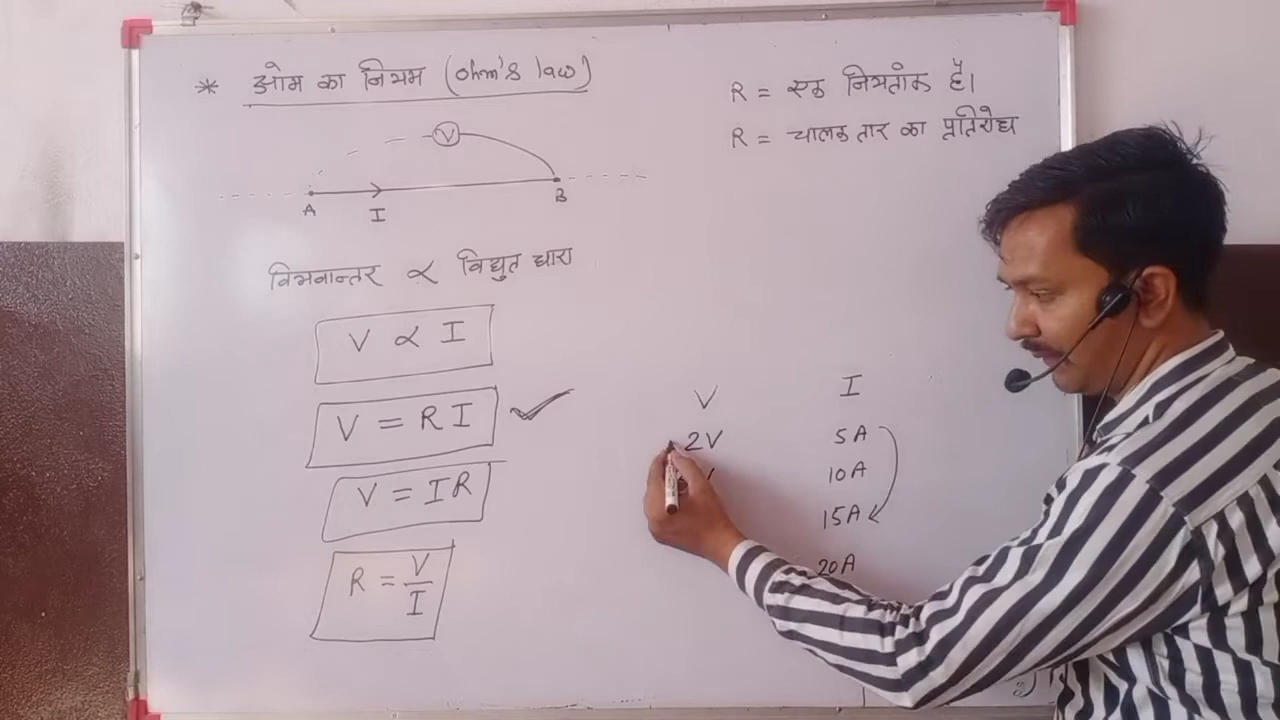 * ओम का नियम (ohm's law)
V
A
I
B
विभवान्तर ∝ विद्युत धारा
V ∝ I
V = RI ✓
V = IR
R = V/I
R = एक नियतांक है।
R = चालक तार का प्रतिरोध
V I
2V 5A
V 10A
15A
20A